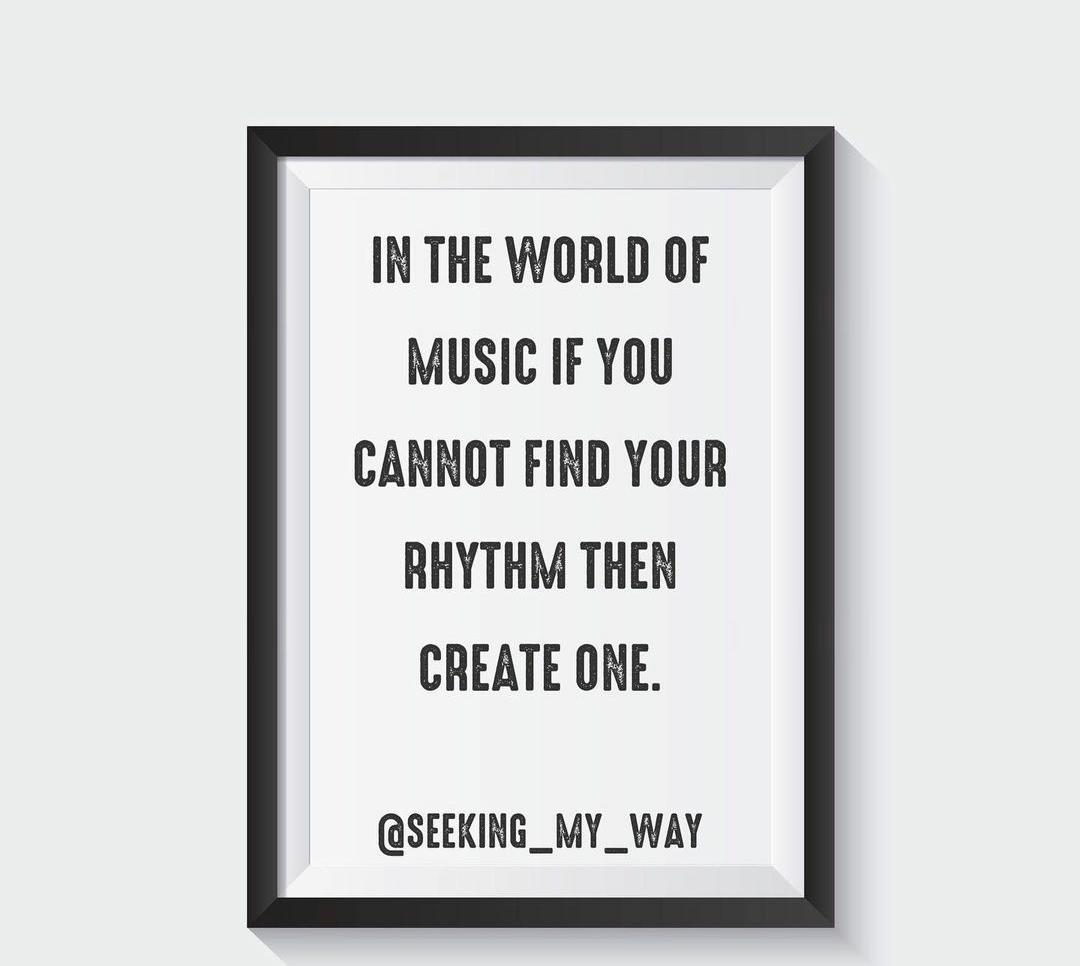 IN THE WORLD OF
MUSIC IF YOU
CANNOT FIND YOUR
RHYTHM THEN
CREATE ONE.
@SEEKING_MY_WAY